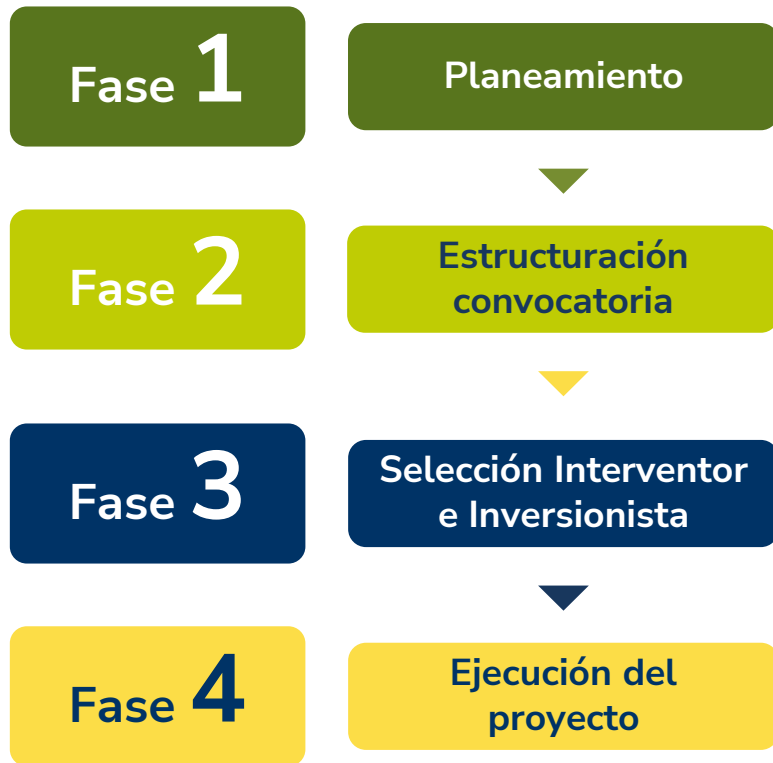 Fase 1
Planeamiento
Fase 2
Estructuración
convocatoria
Fase 3
Selección Interventor
e Inversionista
Fase 4
Ejecución del
proyecto